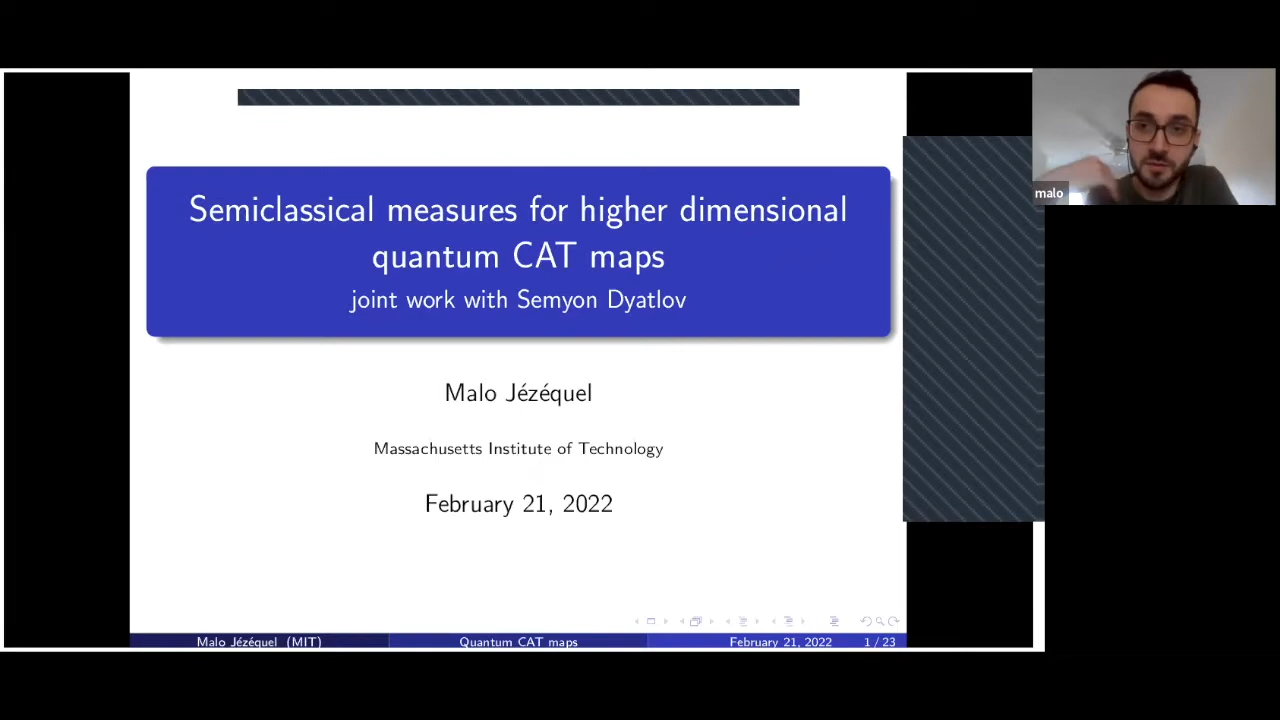 Semiclassical measures for higher dimensional
quantum CAT maps
joint work with Semyon Dyatlov
Malo Jézéquel
Massachusetts Institute of Technology
February 21, 2022
Malo Jézéquel (MIT) Quantum CAT maps February 21, 2022 1 / 23
malo